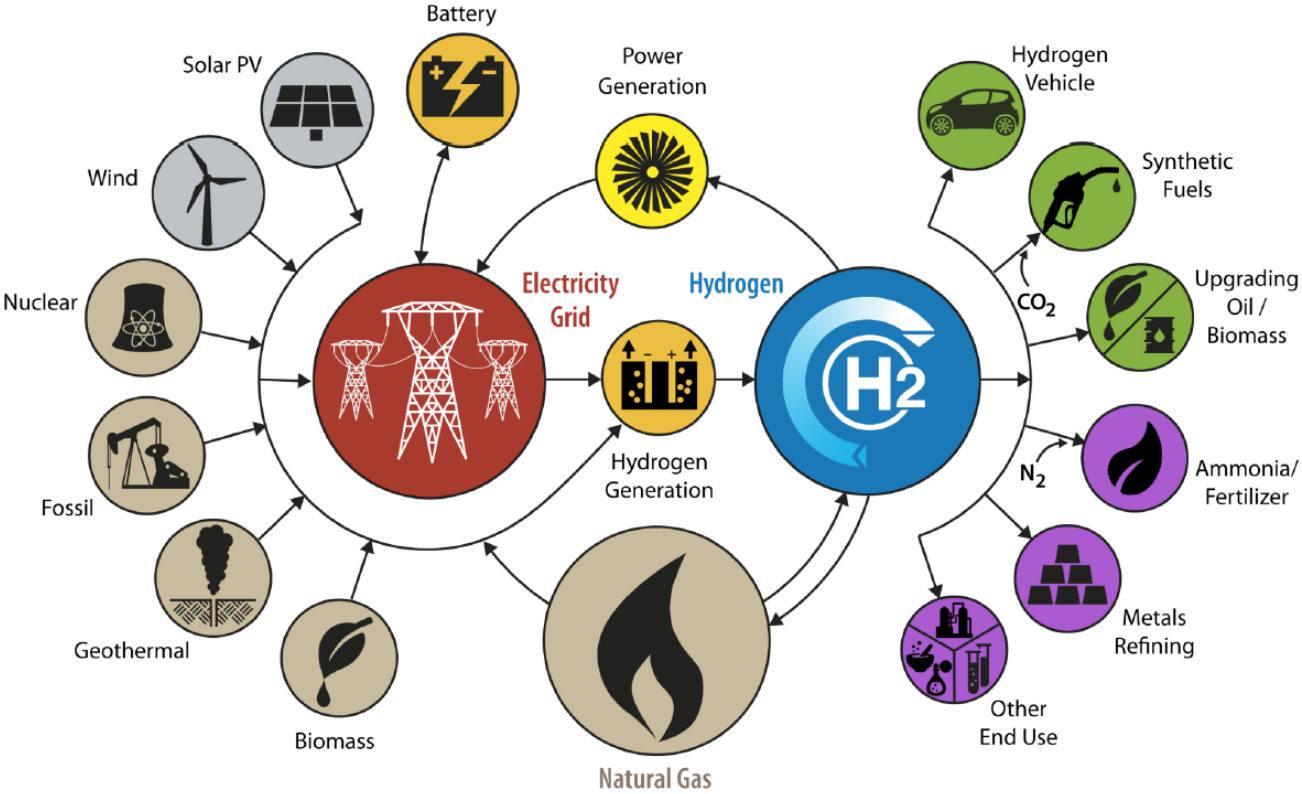 Battery
Solar PV
Power
Generation
Hydrogen
Vehicle
Wind
Synthetic
Fuels
Nuclear
Electricity
Grid
Hydrogen
CO2
Upgrading
Oil /
Biomass
- +
H2
Fossil
Hydrogen
Generation
N2
Ammonia/
Fertilizer
Geothermal
Metals
Refining
Biomass
Other
End Use
Natural Gas